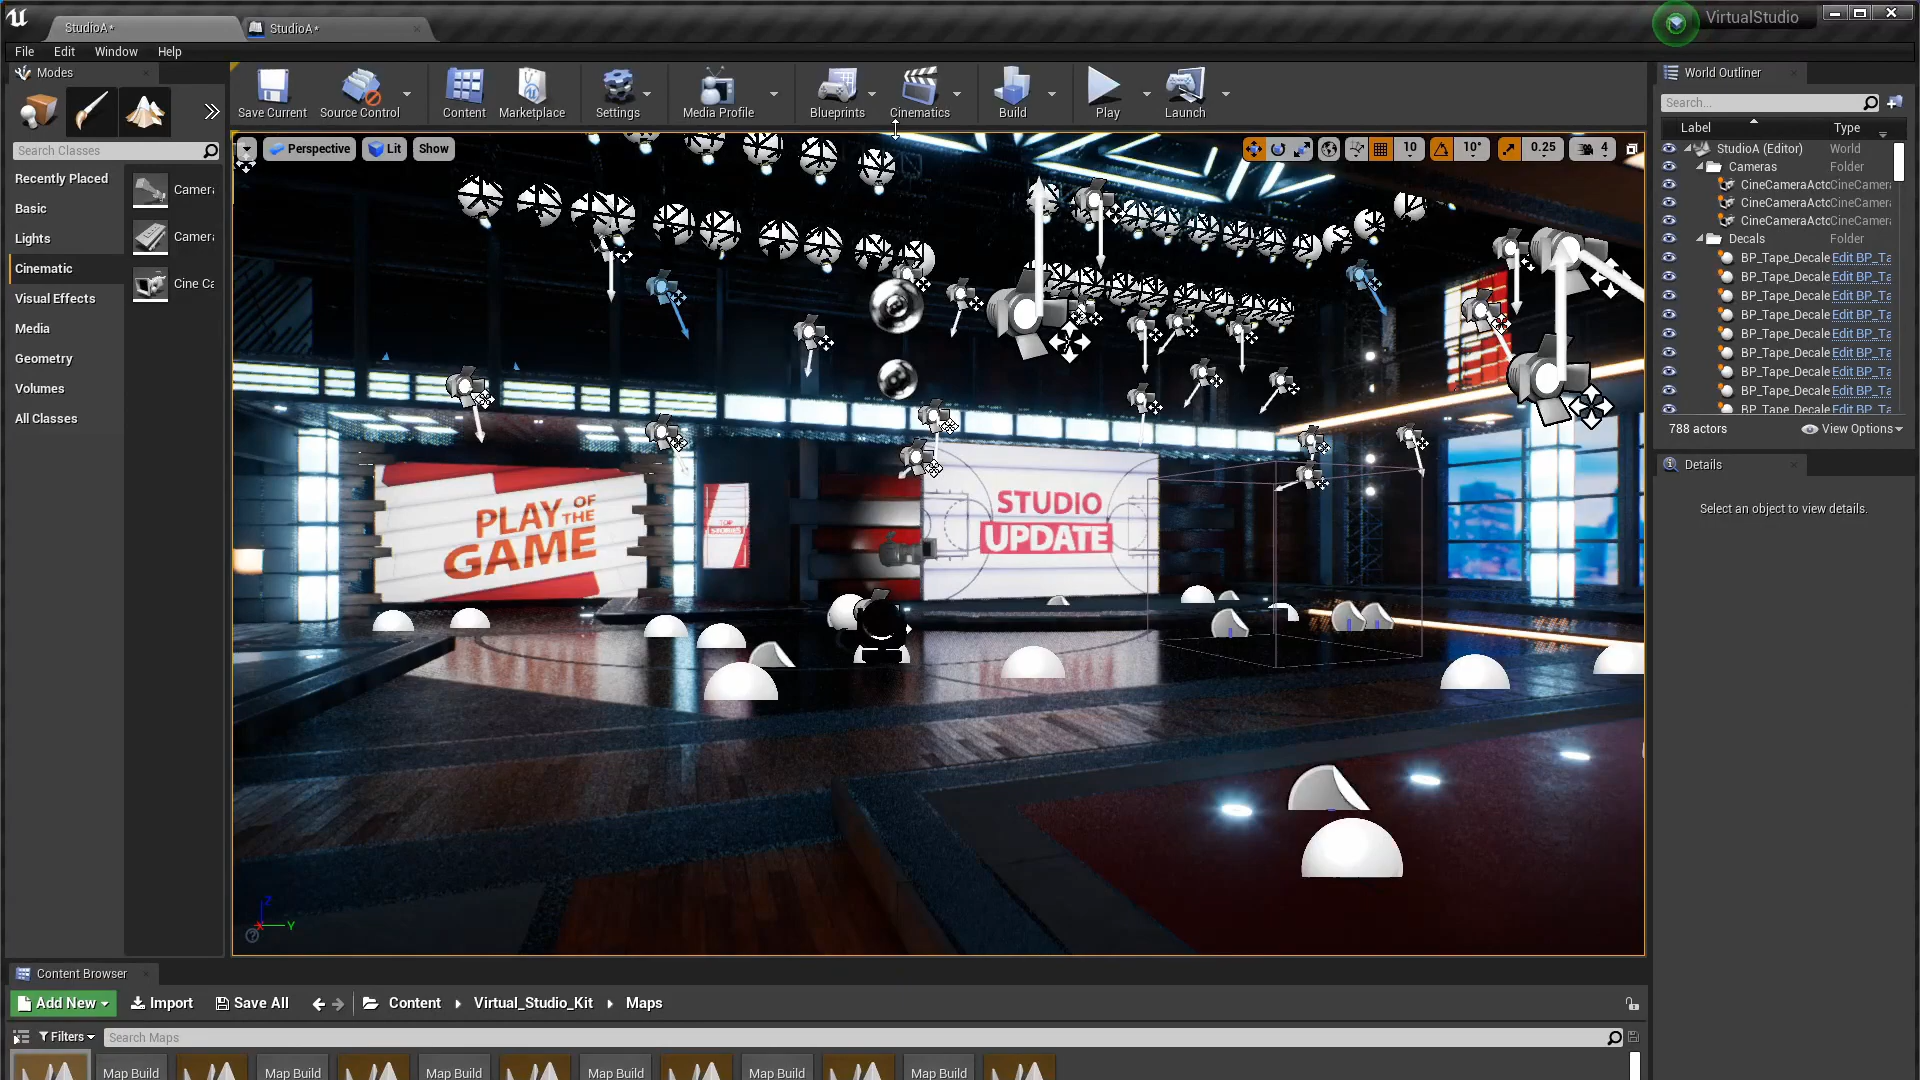 StudioA*
StudioA*
VirtualStudio
File Edit Window Help
Modes
World Outliner
Save Current
Source Control
Content
Marketplace
Settings
Media Profile
Blueprints
Cinematics
Build
Play
Launch
Search...
Label Type
Search Classes
Perspective
Lit
Show
10
10°
0.25
4
Recently Placed
Basic
Lights
Cinematic
Visual Effects
Media
Geometry
Volumes
All Classes
Camera
Camera
Cine Ca
StudioA (Editor) World
Cameras Folder
CineCameraActo CineCamera
CineCameraActo CineCamera
CineCameraActo CineCamera
Decals Folder
BP_Tape_Decale Edit BP_Ta
BP_Tape_Decale Edit BP_Ta
BP_Tape_Decale Edit BP_Ta
BP_Tape_Decale Edit BP_Ta
BP_Tape_Decale Edit BP_Ta
BP_Tape_Decale Edit BP_Ta
BP_Tape_Decale Edit BP_Ta
BP_Tape_Decale Edit BP_Ta
BP_Tape_Decale Edit BP_Ta
788 actors
View Options
Details
Select an object to view details.
PLAY OF THE
GAME
TOP
STORIES
STUDIO
UPDATE
Z
X
Y
Content Browser
Add New
Import
Save All
Content
Virtual_Studio_Kit
Maps
Filters
Search Maps
Map Build
Map Build
Map Build
Map Build
Map Build
Map Build